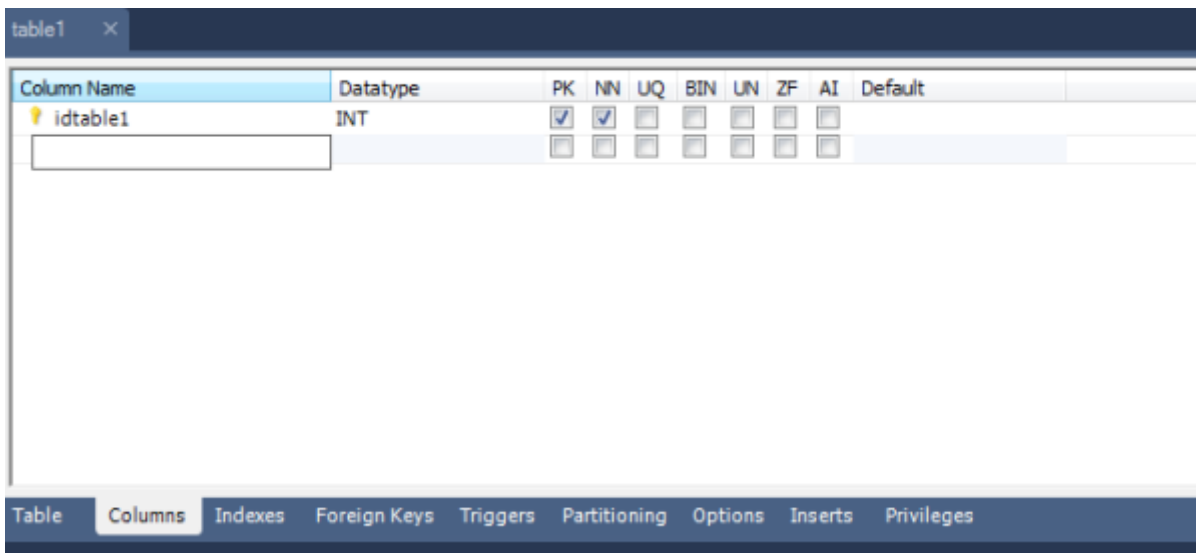 table1 ×
Column Name Datatype PK NN UQ BIN UN ZF AI Default
idtable1 INT
Table Columns Indexes Foreign Keys Triggers Partitioning Options Inserts Privileges